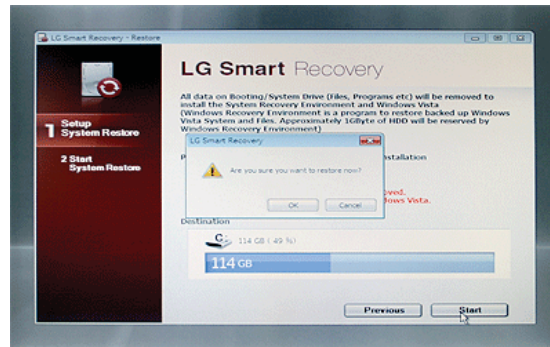 LG Smart Recovery - Restore
LG Smart Recovery
All data on Booting/System Drive (Files, Programs etc) will be removed to
install the System Recovery Environment and Windows Vista
(Windows Recovery Environment is a program to restore backed up Windows
Vista System and Files. Approximately 1GByte of HDD will be reserved by
Windows Recovery Environment)
1 Setup
System Restore
2 Start
System Restore
LG Smart Recovery
Are you sure you want to restore now?
OK Cancel
Destination
C: 114 GB ( 49 %)
114 GB
Previous Start